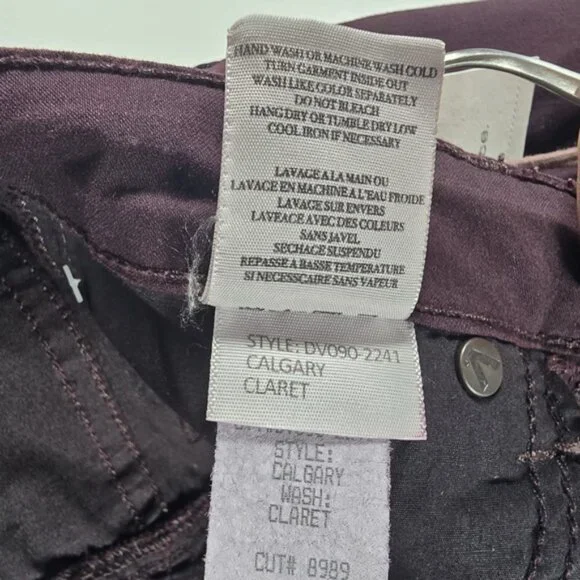 HAND WASH OR MACHINE WASH COLD
TURN GARMENT INSIDE OUT
WASH LIKE COLOR SEPARATELY
DO NOT BLEACH
HANG DRY OR TUMBLE DRY LOW
COOL IRON IF NECESSARY
LAVAGE A LA MAIN OU
LAVAGE EN MACHINE A L'EAU FROIDE
LAVAGE SUR ENVERS
LAVEAGE AVEC DES COLEURS
SANS JAVEL
SECHAGE SUSPENDU
REPASSE A BASSE TEMPERATURE
SI NECESSCAIRE SANS VAPEUR
STYLE: DV090-2241
CALGARY
CLARET
STYLE:
CALGARY
WASH:
CLARET
CUT# 8989